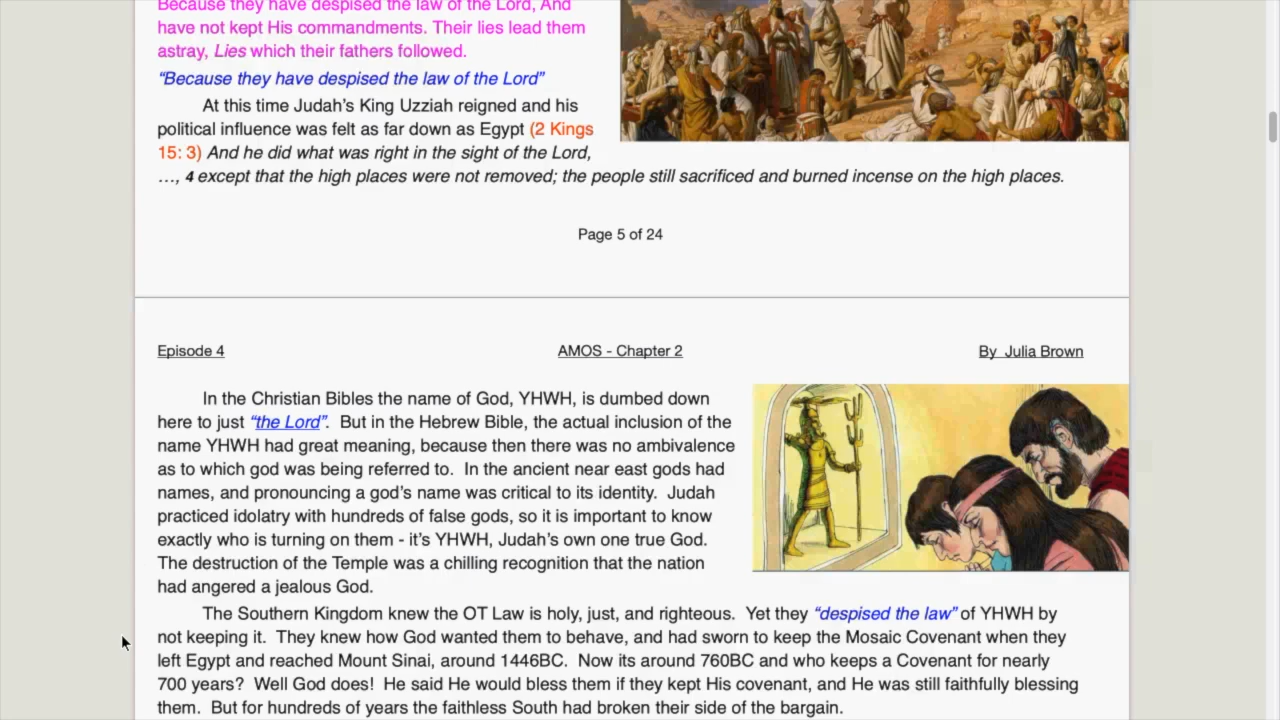 Because they have despised the law of the Lord, And
have not kept His commandments. Their lies lead them
astray, Lies which their fathers followed.
“Because they have despised the law of the Lord”
At this time Judah’s King Uzziah reigned and his
political influence was felt as far down as Egypt (2 Kings
15: 3) And he did what was right in the sight of the Lord,
…, 4 except that the high places were not removed; the people still sacrificed and burned incense on the high places.
Page 5 of 24
Episode 4 AMOS - Chapter 2 By Julia Brown
In the Christian Bibles the name of God, YHWH, is dumbed down
here to just “the Lord”. But in the Hebrew Bible, the actual inclusion of the
name YHWH had great meaning, because then there was no ambivalence
as to which god was being referred to. In the ancient near east gods had
names, and pronouncing a god’s name was critical to its identity. Judah
practiced idolatry with hundreds of false gods, so it is important to know
exactly who is turning on them - it’s YHWH, Judah’s own one true God.
The destruction of the Temple was a chilling recognition that the nation
had angered a jealous God.
The Southern Kingdom knew the OT Law is holy, just, and righteous. Yet they “despised the law” of YHWH by
not keeping it. They knew how God wanted them to behave, and had sworn to keep the Mosaic Covenant when they
left Egypt and reached Mount Sinai, around 1446BC. Now its around 760BC and who keeps a Covenant for nearly
700 years? Well God does! He said He would bless them if they kept His covenant, and He was still faithfully blessing
them. But for hundreds of years the faithless South had broken their side of the bargain.